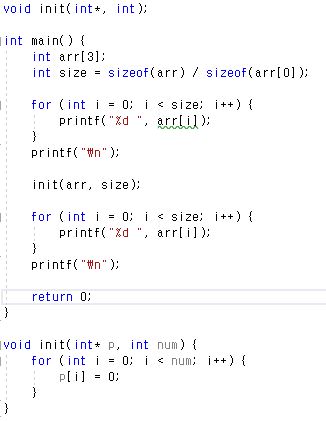 void init(int*, int);

int main() {
    int arr[3];
    int size = sizeof(arr) / sizeof(arr[0]);

    for (int i = 0; i < size; i++) {
        printf("%d ", arr[i]);
    }
    printf("₩n");

    init(arr, size);

    for (int i = 0; i < size; i++) {
        printf("%d ", arr[i]);
    }
    printf("₩n");

    return 0;
}

void init(int* p, int num) {
    for (int i = 0; i < num; i++) {
        p[i] = 0;
    }
}